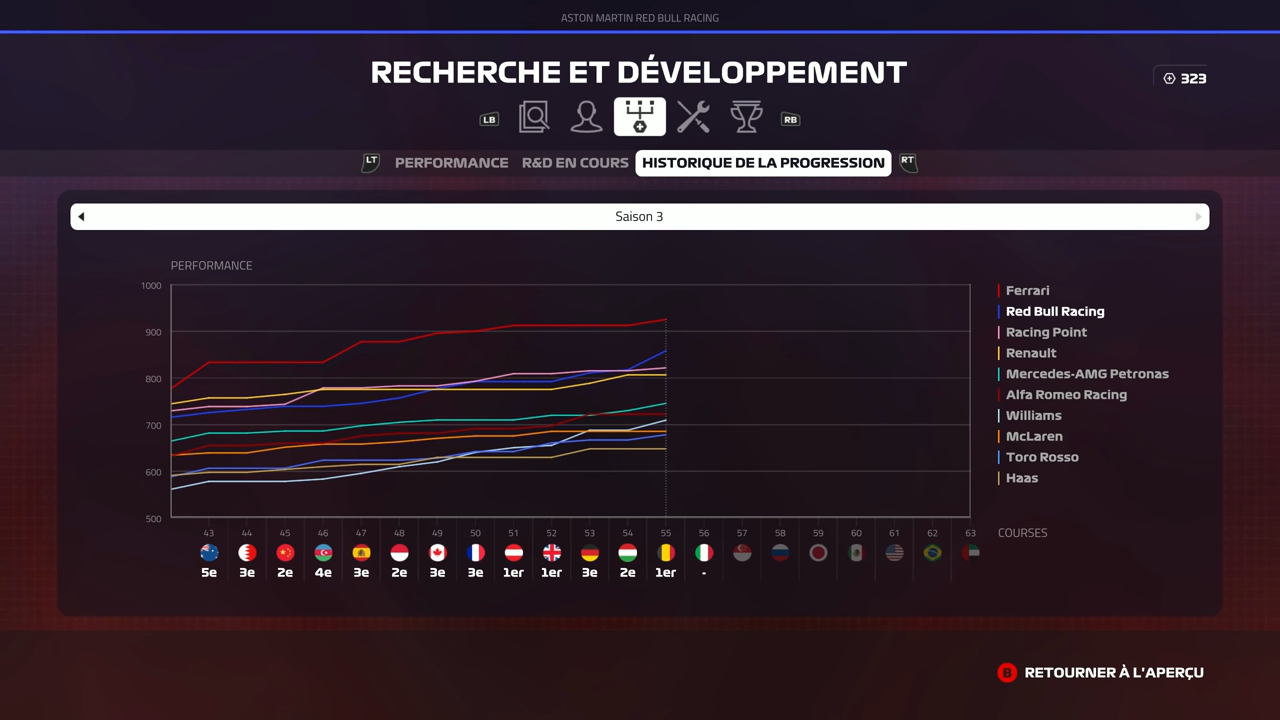 ASTON MARTIN RED BULL RACING
RECHERCHE ET DÉVELOPPEMENT
323
LB RB
LT PERFORMANCE R&D EN COURS HISTORIQUE DE LA PROGRESSION RT
Saison 3
PERFORMANCE
1000
900
800
700
600
500
Ferrari
Red Bull Racing
Racing Point
Renault
Mercedes-AMG Petronas
Alfa Romeo Racing
Williams
McLaren
Toro Rosso
Haas
43 44 45 46 47 48 49 50 51 52 53 54 55 56 57 58 59 60 61 62 63 COURSES
5e 3e 2e 4e 3e 2e 3e 3e 1er 1er 3e 2e 1er -
B RETOURNER À L'APERÇU